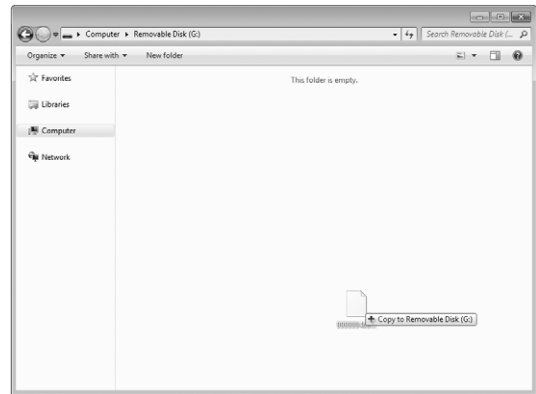 Computer ▸ Removable Disk (G:)
Search Removable Disk (...
Organize ▾ Share with ▾ New folder
Favorites
This folder is empty.
Libraries
Computer
Network
Copy to Removable Disk (G:)